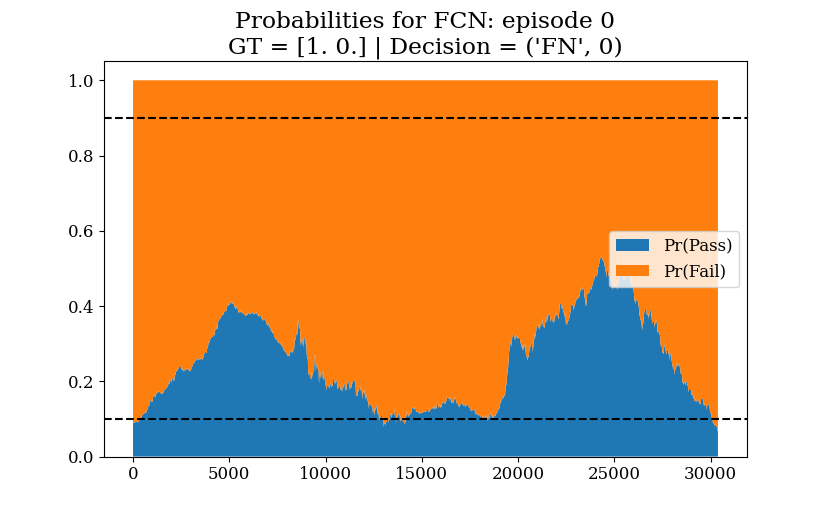 Probabilities for FCN: episode 0
GT = [1. 0.] | Decision = ('FN', 0)
1.0
0.8
0.6
0.4
0.2
0.0
Pr(Pass)
Pr(Fail)
0 5000 10000 15000 20000 25000 30000